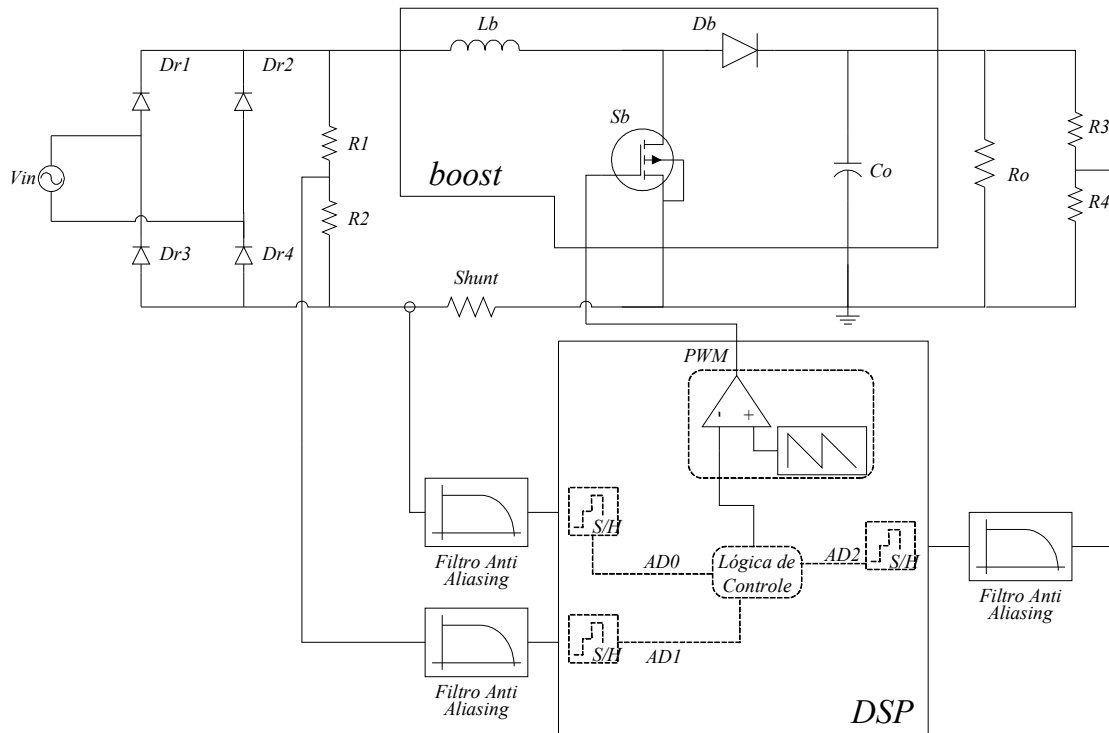 Lb
Db
Dr1
Dr2
R1
Sb
R3
Vin
boost
Co
Ro
R2
R4
Dr3
Dr4
Shunt
PWM
-
+
S/H
Filtro Anti
Aliasing
AD0
Lógica de
Controle
AD2
S/H
Filtro Anti
Aliasing
S/H
AD1
Filtro Anti
Aliasing
DSP